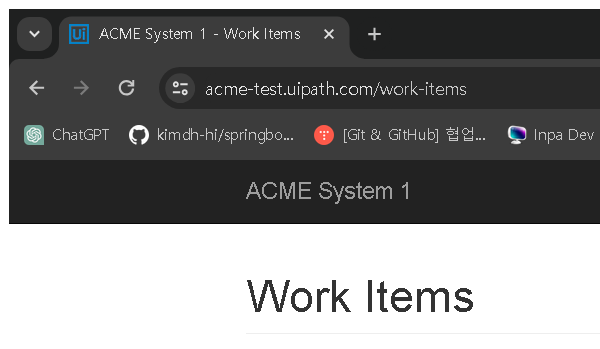 Ui ACME System 1 - Work Items
acme-test.uipath.com/work-items
ChatGPT kimdh-hi/springbo... [Git & GitHub] 협업... Inpa Dev
ACME System 1
Work Items